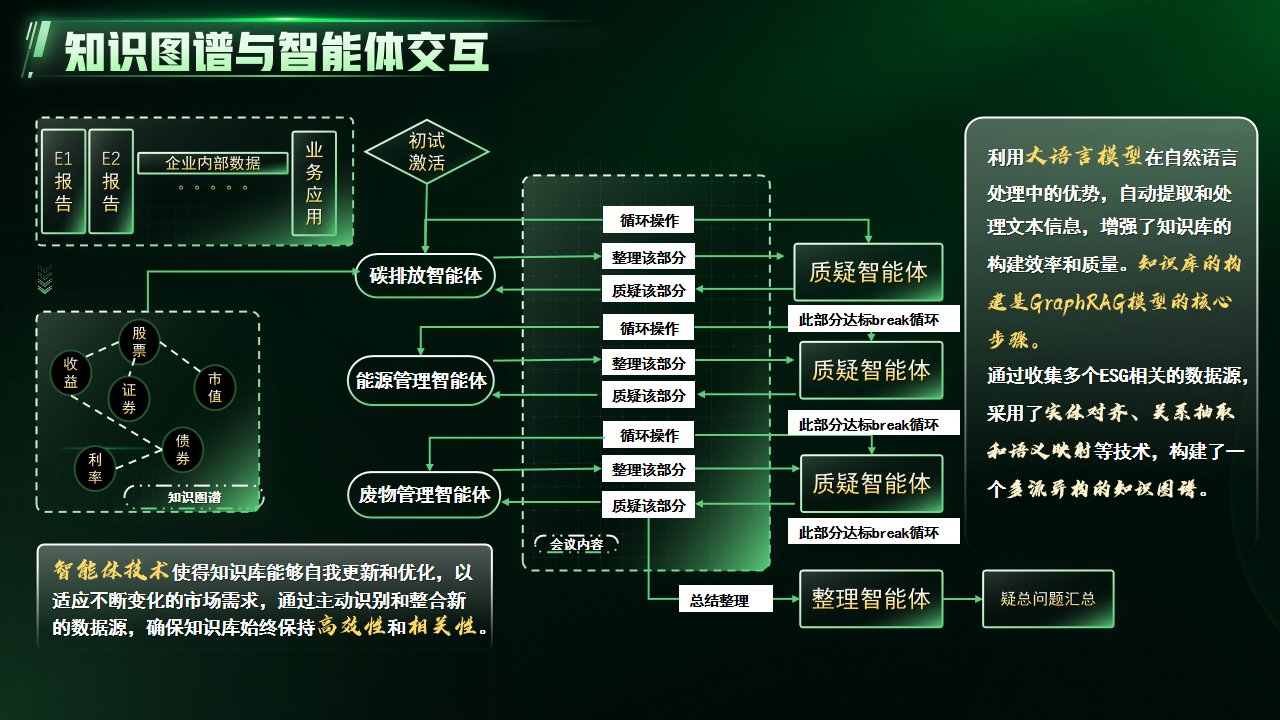 知识图谱与智能体交互
E1
报
告
E2
报
告
企业内部数据
。。。。。
业
务
应
用
初试
激活
碳排放智能体
能源管理智能体
废物管理智能体
股
票
收
益
证
券
市
值
债
券
利
率
知识图谱
循环操作
整理该部分
质疑该部分
循环操作
整理该部分
质疑该部分
循环操作
整理该部分
质疑该部分
会议内容
质疑智能体
此部分达标break循环
质疑智能体
此部分达标break循环
质疑智能体
此部分达标break循环
总结整理
整理智能体
疑总问题汇总
利用大语言模型在自然语言
处理中的优势，自动提取和处
理文本信息，增强了知识库的
构建效率和质量。知识库的构
建是GraphRAG模型的核心
步骤。
通过收集多个ESG相关的数据源，
采用了实体对齐、关系抽取
和语义映射等技术，构建了一
个多流异构的知识图谱。
智能体技术使得知识库能够自我更新和优化，以
适应不断变化的市场需求，通过主动识别和整合新
的数据源，确保知识库始终保持高效性和相关性。